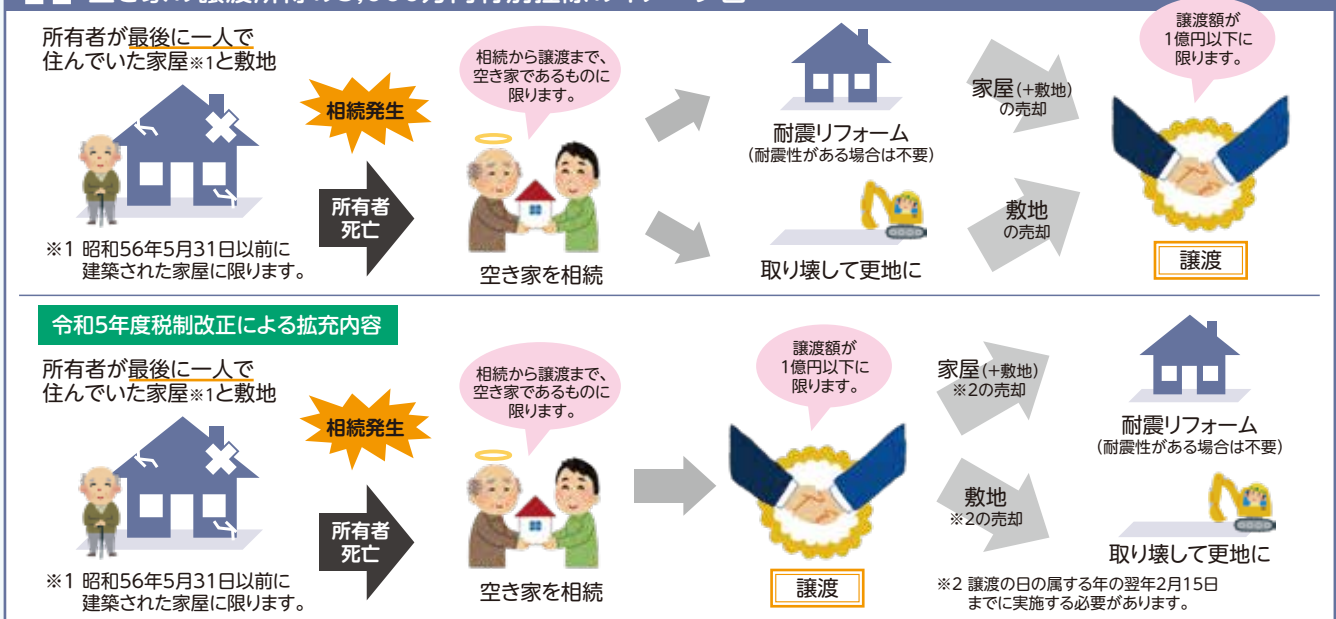 所有者が最後に一人で
住んでいた家屋※1と敷地
相続発生
所有者
死亡
※1 昭和56年5月31日以前に
建築された家屋に限ります。
相続から譲渡まで、
空き家であるものに
限ります。
空き家を相続
耐震リフォーム
(耐震性がある場合は不要)
取り壊して更地に
家屋(+敷地)
の売却
敷地
の売却
譲渡額が
1億円以下に
限ります。
譲渡
令和5年度税制改正による拡充内容
所有者が最後に一人で
住んでいた家屋※1と敷地
相続発生
所有者
死亡
※1 昭和56年5月31日以前に
建築された家屋に限ります。
相続から譲渡まで、
空き家であるものに
限ります。
空き家を相続
譲渡額が
1億円以下に
限ります。
譲渡
家屋(+敷地)
※2の売却
敷地
※2の売却
耐震リフォーム
(耐震性がある場合は不要)
取り壊して更地に
※2 譲渡の日の属する年の翌年2月15日
までに実施する必要があります。